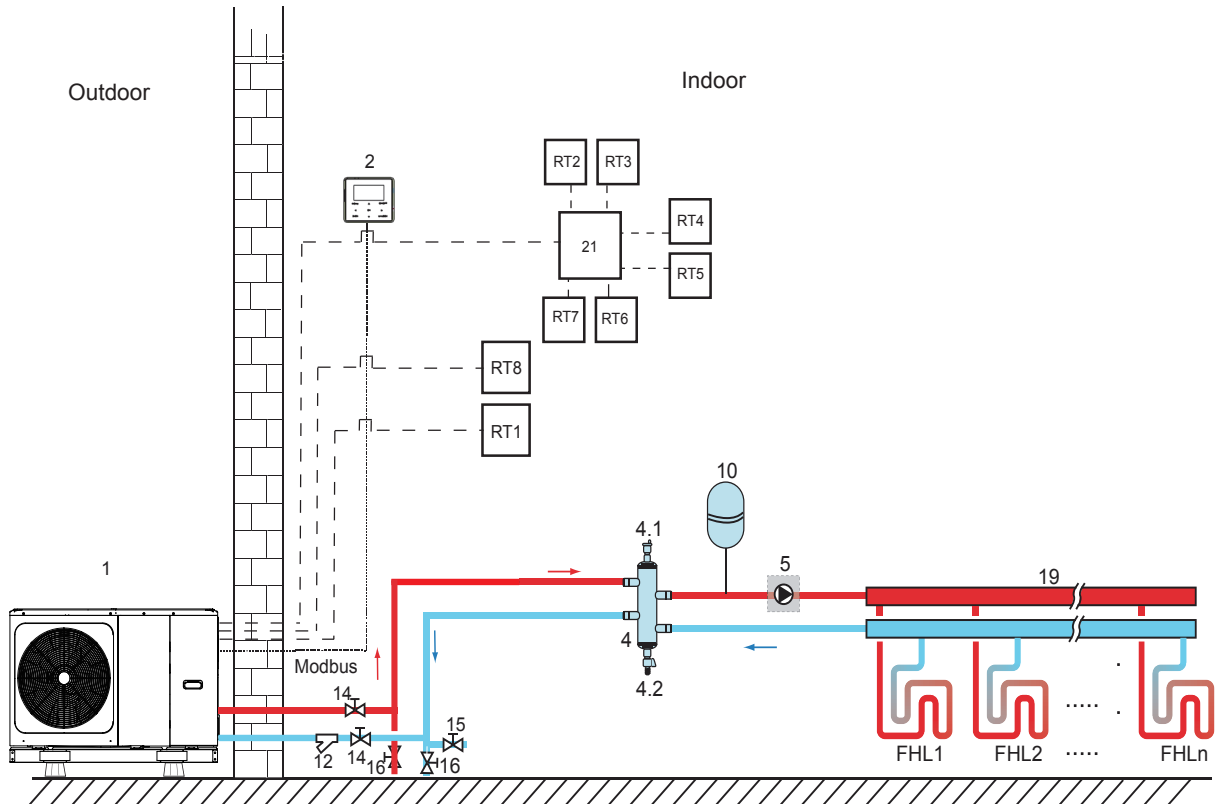 Outdoor
Indoor
2
RT2
RT3
RT4
21
RT5
RT7
RT6
RT8
RT1
10
4.1
1
5
19
4
Modbus
4.2
14
15
12
14
16
16
.....
.
.
FHL1
FHL2
.....
FHLn